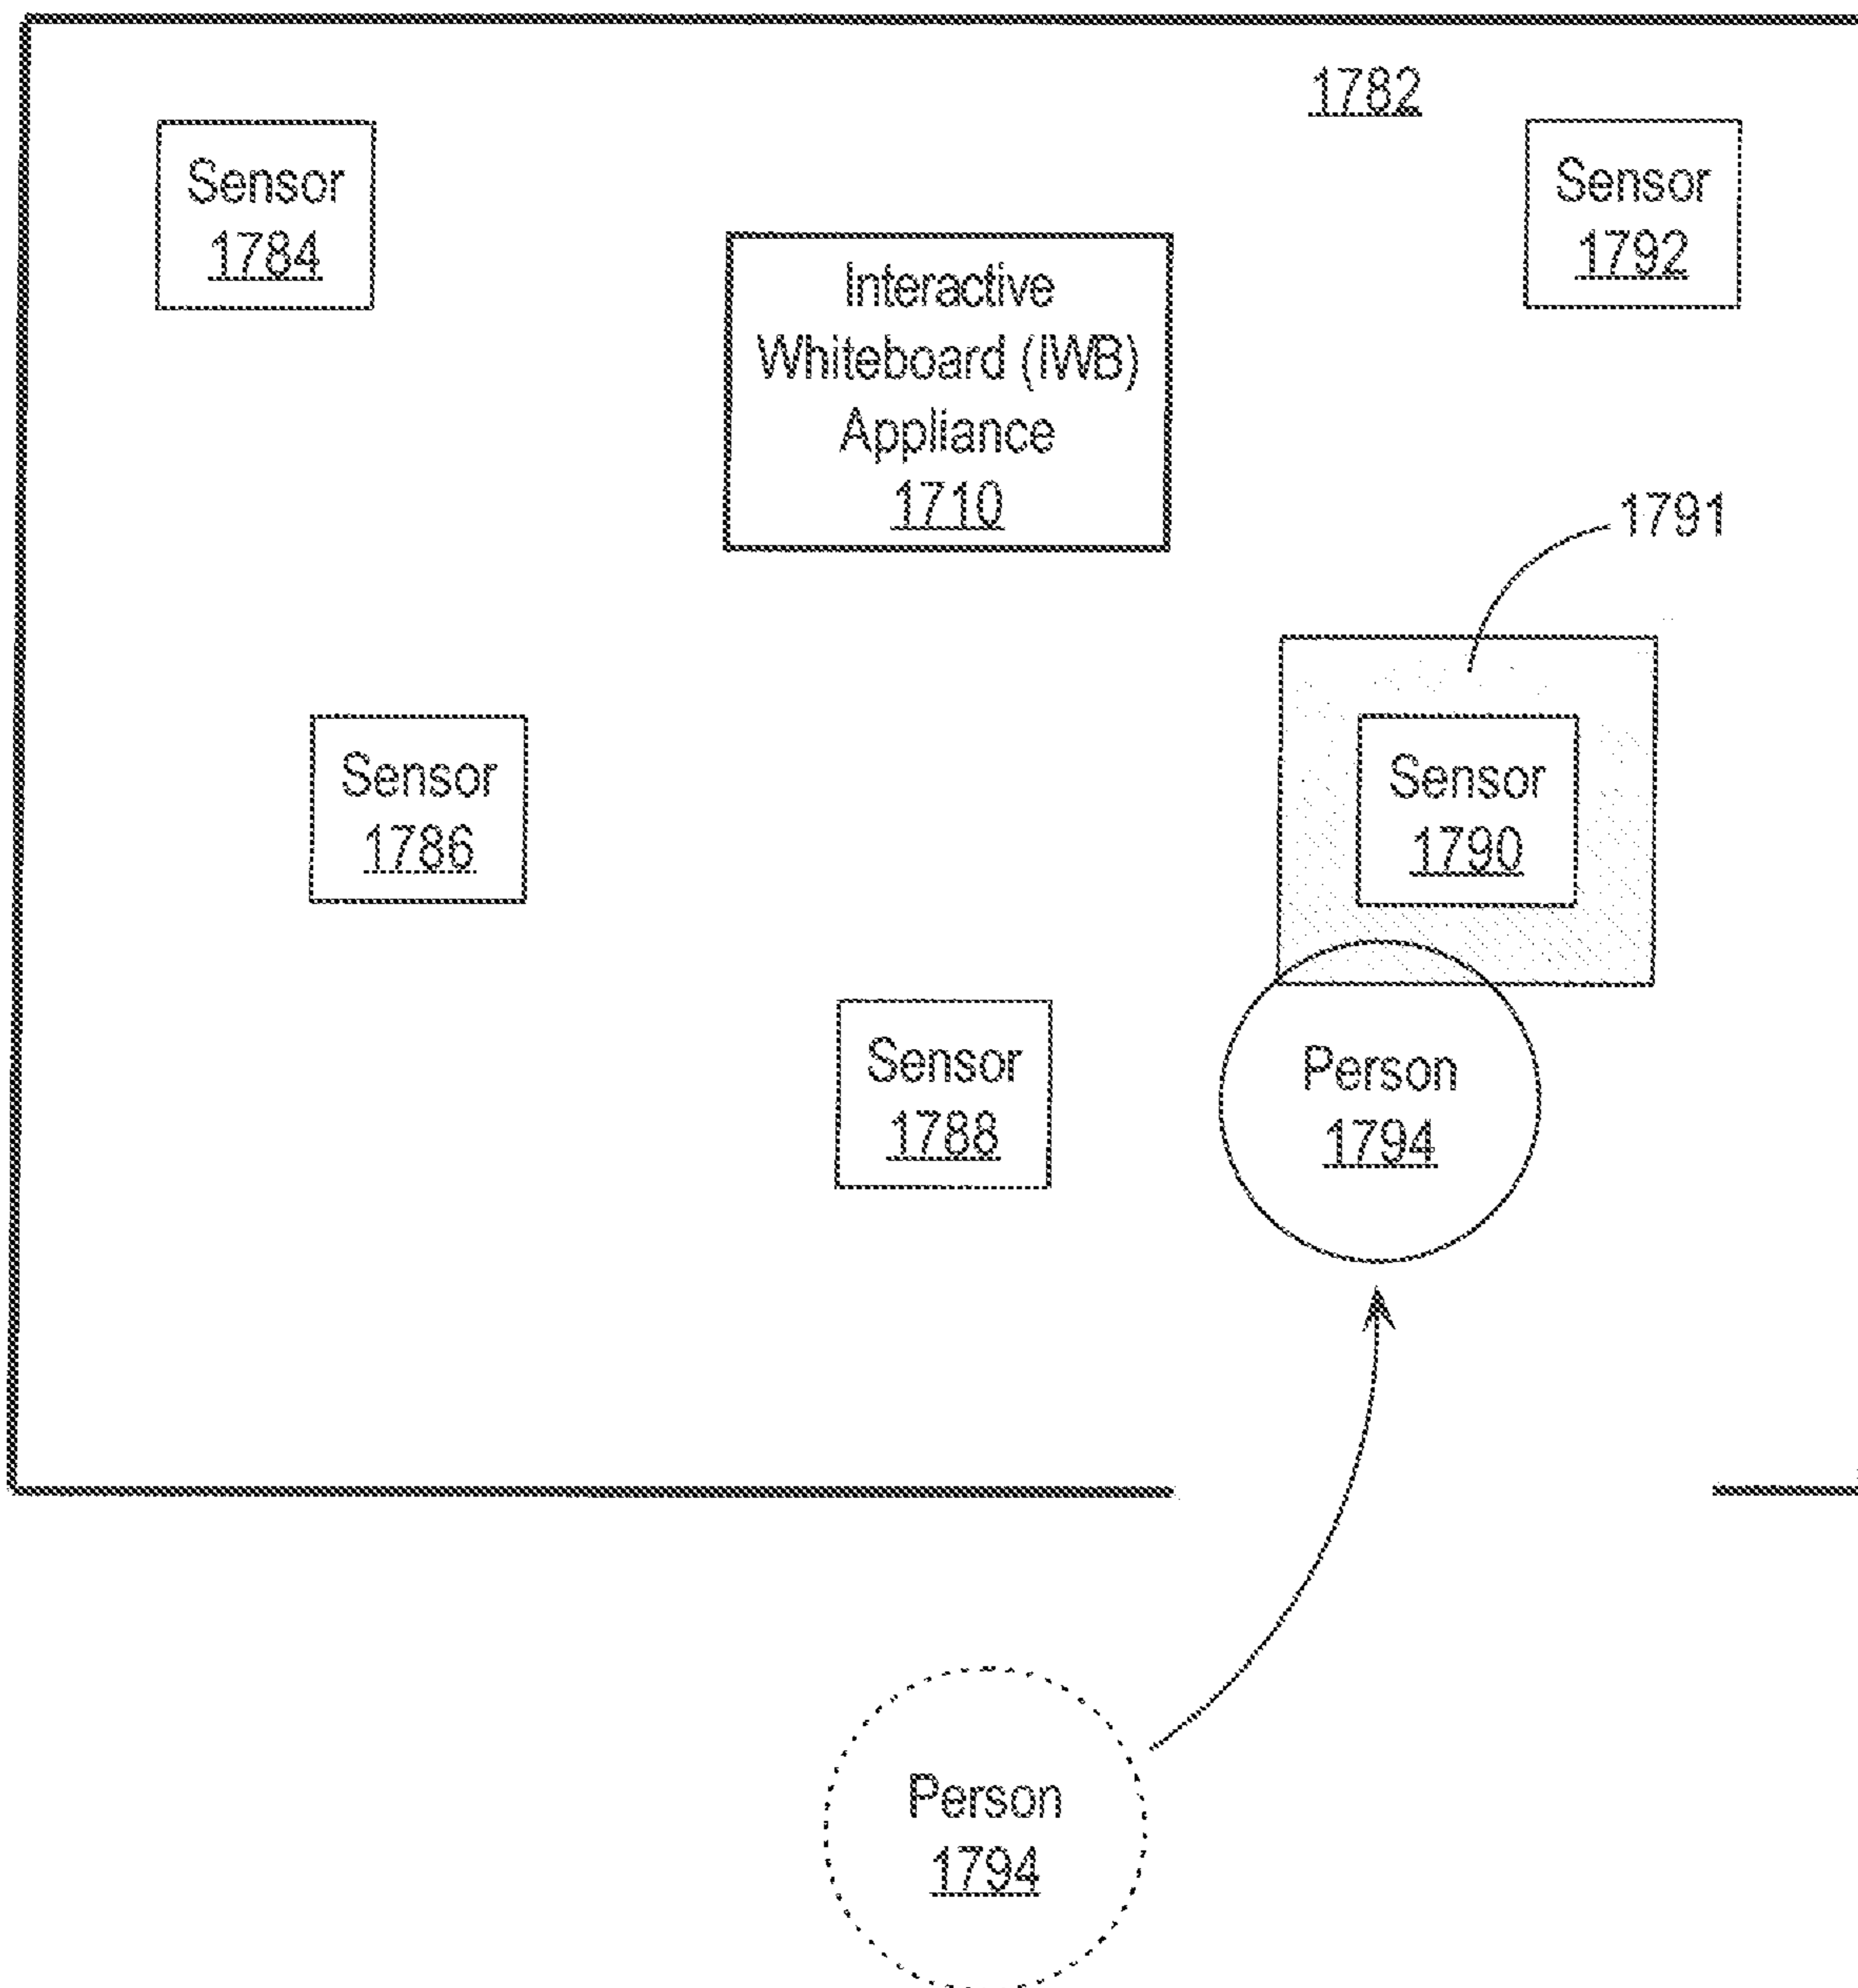 1782
Sensor
1784
Sensor
1792
Interactive
Whiteboard (IWB)
Appliance
1710
1791
Sensor
1786
Sensor
1790
Sensor
1788
Person
1794
Person
1794